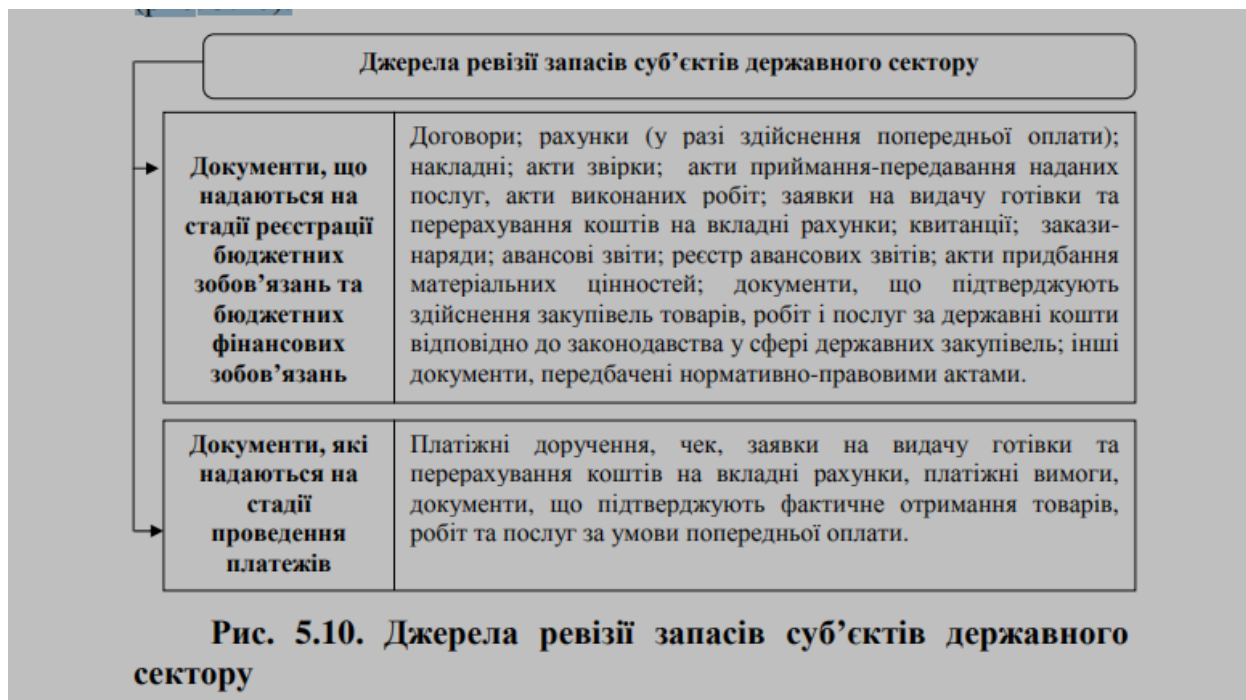 Джерела ревізії запасів суб’єктів державного сектору
Документи, що
надаються на
стадії реєстрації
бюджетних
зобов’язань та
бюджетних
фінансових
зобов’язань
Договори; рахунки (у разі здійснення попередньої оплати);
накладні; акти звірки; акти приймання-передавання наданих
послуг, акти виконаних робіт; заявки на видачу готівки та
перерахування коштів на вкладні рахунки; квитанції; закази-
наряди; авансові звіти; реєстр авансових звітів; акти придбання
матеріальних цінностей; документи, що підтверджують
здійснення закупівель товарів, робіт і послуг за державні кошти
відповідно до законодавства у сфері державних закупівель; інші
документи, передбачені нормативно-правовими актами.
Документи, які
надаються на
стадії
проведення
платежів
Платіжні доручення, чек, заявки на видачу готівки та
перерахування коштів на вкладні рахунки, платіжні вимоги,
документи, що підтверджують фактичне отримання товарів,
робіт та послуг за умови попередньої оплати.
Рис. 5.10. Джерела ревізії запасів суб’єктів державного
сектору